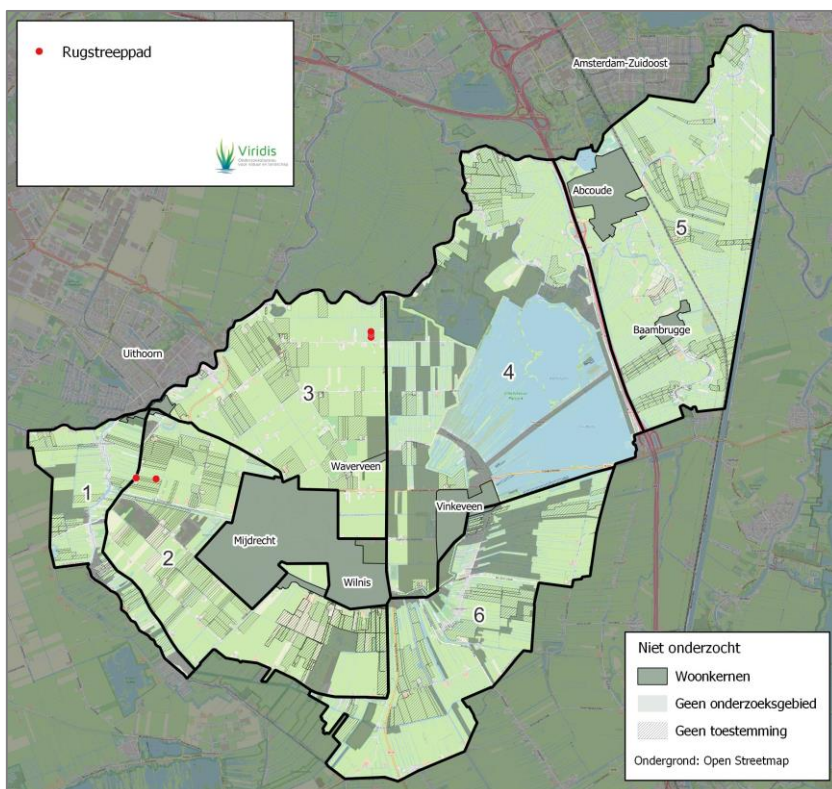 Rugstreeppad
Viridis
Amsterdam-Zuidoost
Abcoude
5
Baambrugge
Uithoorn
4
3
Waverveen
1
Vinkeveen
Mijdrecht
2
Wilnis
6
Niet onderzocht
Woonkernen
Geen onderzoeksgebied
Geen toestemming
Ondergrond: Open Streetmap